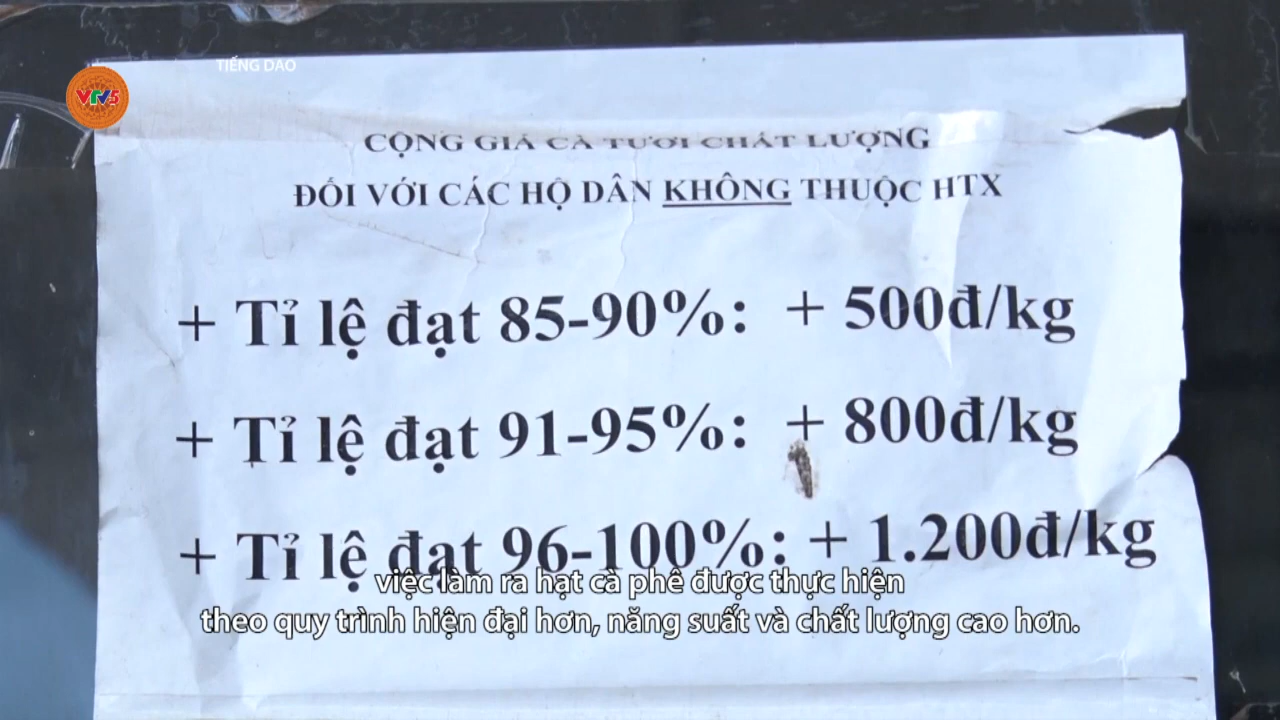 TIẾNG DAO
VTV5
CỘNG GIÁ CÀ TƯƠI CHẤT LƯỢNG
ĐỐI VỚI CÁC HỘ DÂN KHÔNG THUỘC HTX
+ Tỉ lệ đạt 85-90%: + 500đ/kg
+ Tỉ lệ đạt 91-95%: + 800đ/kg
+ Tỉ lệ đạt 96-100%: + 1.200đ/kg
việc làm ra hạt cà phê được thực hiện
theo quy trình hiện đại hơn, năng suất và chất lượng cao hơn.